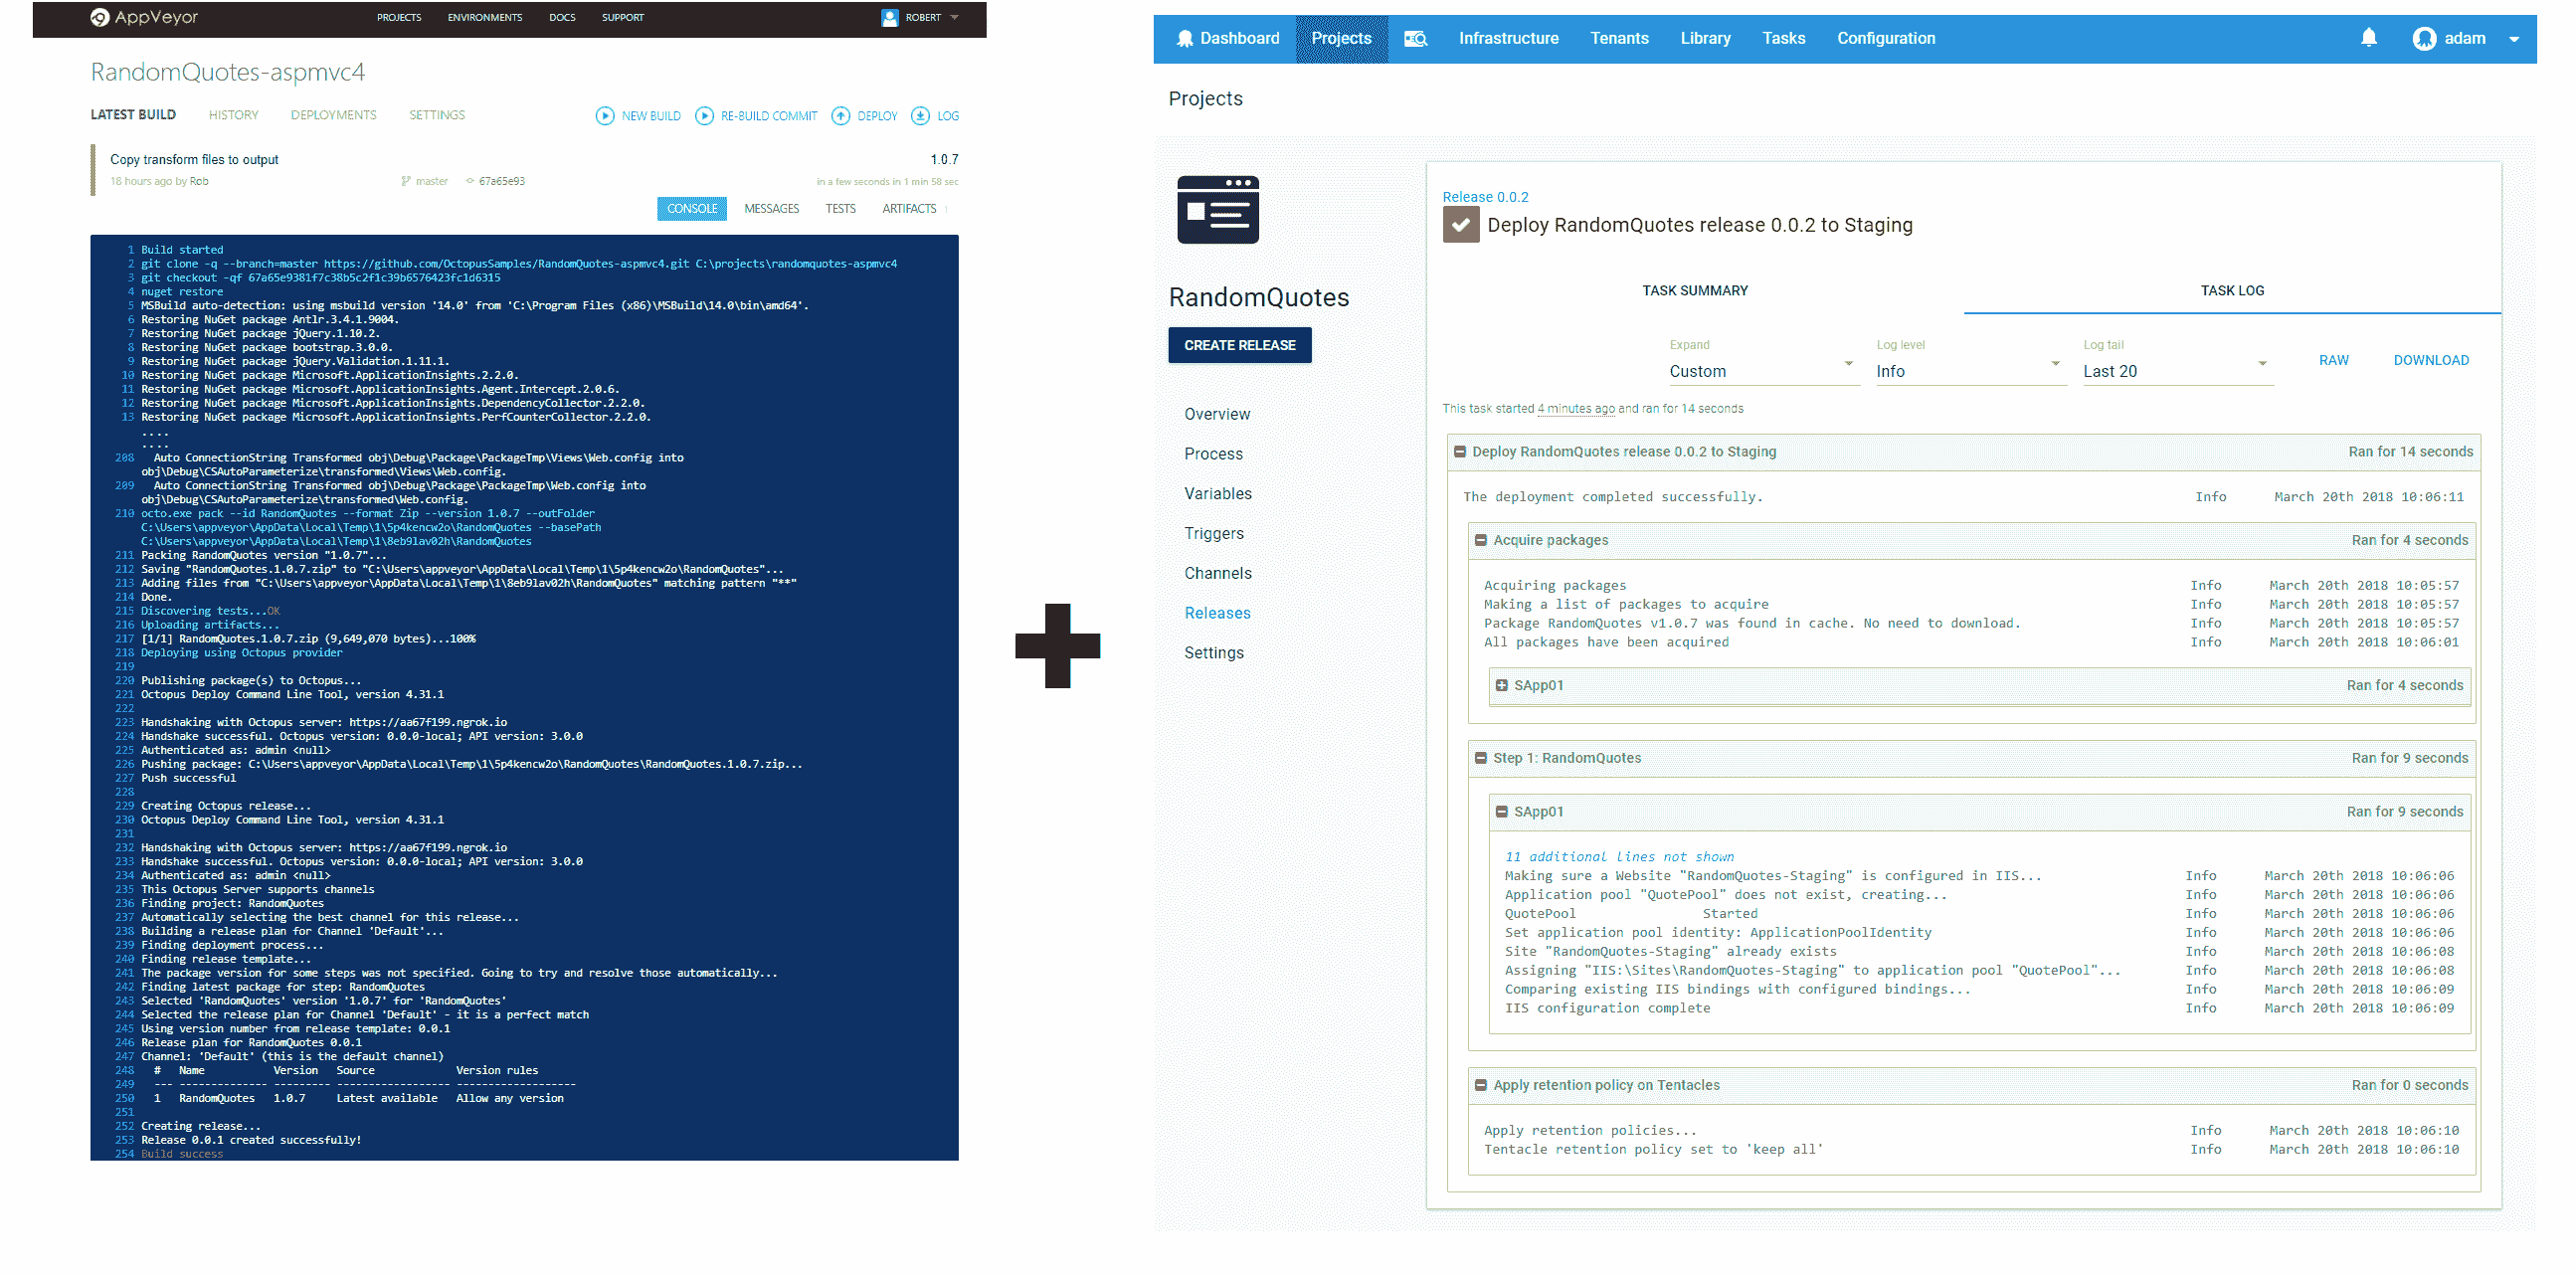 AppVeyor
PROJECTS ENVIRONMENTS DOCS SUPPORT
ROBERT
RandomQuotes-aspmvc4
LATEST BUILD HISTORY DEPLOYMENTS SETTINGS
NEW BUILD RE-BUILD COMMIT DEPLOY LOG
Copy transform files to output 1.0.7
18 hours ago by Rob master 67a65e93 in a few seconds in 1 min 58 sec
CONSOLE MESSAGES TESTS ARTIFACTS 1
1 Build started
2 git clone -q --branch=master https://github.com/OctopusSamples/RandomQuotes-aspmvc4.git C:\projects\randomquotes-aspmvc4
3 git checkout -qf 67a65e9381f7c38b5c2f1c39b6576423fc1d6315
4 nuget restore
5 MSBuild auto-detection: using msbuild version '14.0' from 'C:\Program Files (x86)\MSBuild\14.0\bin\amd64'.
6 Restoring NuGet package Antlr.3.4.1.9004.
7 Restoring NuGet package jQuery.1.10.2.
8 Restoring NuGet package bootstrap.3.0.0.
9 Restoring NuGet package jQuery.Validation.1.11.1.
10 Restoring NuGet package Microsoft.ApplicationInsights.2.2.0.
11 Restoring NuGet package Microsoft.ApplicationInsights.Agent.Intercept.2.0.6.
12 Restoring NuGet package Microsoft.ApplicationInsights.DependencyCollector.2.2.0.
13 Restoring NuGet package Microsoft.ApplicationInsights.PerfCounterCollector.2.2.0.
....
....
208 Auto ConnectionString Transformed obj\Debug\Package\PackageTmp\Views\Web.config into
obj\Debug\CSAutoParameterize\transformed\Views\Web.config.
209 Auto ConnectionString Transformed obj\Debug\Package\PackageTmp\Web.config into
obj\Debug\CSAutoParameterize\transformed\Web.config.
210 octo.exe pack --id RandomQuotes --format Zip --version 1.0.7 --outFolder
C:\Users\appveyor\AppData\Local\Temp\1\5p4kencw2o\RandomQuotes --basePath
C:\Users\appveyor\AppData\Local\Temp\1\8eb9lav02h\RandomQuotes
211 Packing RandomQuotes version "1.0.7"...
212 Saving "RandomQuotes.1.0.7.zip" to "C:\Users\appveyor\AppData\Local\Temp\1\5p4kencw2o\RandomQuotes"...
213 Adding files from "C:\Users\appveyor\AppData\Local\Temp\1\8eb9lav02h\RandomQuotes" matching pattern "**"
214 Done.
215 Discovering tests...OK
216 Uploading artifacts...
217 [1/1] RandomQuotes.1.0.7.zip (9,649,070 bytes)...100%
218 Deploying using Octopus provider
219
220 Publishing package(s) to Octopus...
221 Octopus Deploy Command Line Tool, version 4.31.1
222
223 Handshaking with Octopus server: https://aa67f199.ngrok.io
224 Handshake successful. Octopus version: 0.0.0-local; API version: 3.0.0
225 Authenticated as: admin <null>
226 Pushing package: C:\Users\appveyor\AppData\Local\Temp\1\5p4kencw2o\RandomQuotes\RandomQuotes.1.0.7.zip...
227 Push successful
228
229 Creating Octopus release...
230 Octopus Deploy Command Line Tool, version 4.31.1
231
232 Handshaking with Octopus server: https://aa67f199.ngrok.io
233 Handshake successful. Octopus version: 0.0.0-local; API version: 3.0.0
234 Authenticated as: admin <null>
235 This Octopus Server supports channels
236 Finding project: RandomQuotes
237 Automatically selecting the best channel for this release...
238 Building a release plan for Channel 'Default'...
239 Finding deployment process...
240 Finding release template...
241 The package version for some steps was not specified. Going to try and resolve those automatically...
242 Finding latest package for step: RandomQuotes
243 Selected 'RandomQuotes' version '1.0.7' for 'RandomQuotes'
244 Selected the release plan for Channel 'Default' - it is a perfect match
245 Using version number from release template: 0.0.1
246 Release plan for RandomQuotes 0.0.1
247 Channel: 'Default' (this is the default channel)
248 # Name Version Source Version rules
249 --- -------------- --------- ------------------ -------------------
250 1 RandomQuotes 1.0.7 Latest available Allow any version
251
252 Creating release...
253 Release 0.0.1 created successfully!
254 Build success
Dashboard Projects Infrastructure Tenants Library Tasks Configuration adam
Projects
RandomQuotes
CREATE RELEASE
Overview
Process
Variables
Triggers
Channels
Releases
Settings
Release 0.0.2
Deploy RandomQuotes release 0.0.2 to Staging
TASK SUMMARY TASK LOG
Expand Log level Log tail
Custom Info Last 20 RAW DOWNLOAD
This task started 4 minutes ago and ran for 14 seconds
Deploy RandomQuotes release 0.0.2 to Staging Ran for 14 seconds
The deployment completed successfully. Info March 20th 2018 10:06:11
Acquire packages Ran for 4 seconds
Acquiring packages Info March 20th 2018 10:05:57
Making a list of packages to acquire Info March 20th 2018 10:05:57
Package RandomQuotes v1.0.7 was found in cache. No need to download. Info March 20th 2018 10:05:57
All packages have been acquired Info March 20th 2018 10:06:01
SApp01 Ran for 4 seconds
Step 1: RandomQuotes Ran for 9 seconds
SApp01 Ran for 9 seconds
11 additional lines not shown
Making sure a Website "RandomQuotes-Staging" is configured in IIS... Info March 20th 2018 10:06:06
Application pool "QuotePool" does not exist, creating... Info March 20th 2018 10:06:06
QuotePool Started Info March 20th 2018 10:06:06
Set application pool identity: ApplicationPoolIdentity Info March 20th 2018 10:06:06
Site "RandomQuotes-Staging" already exists Info March 20th 2018 10:06:08
Assigning "IIS:\Sites\RandomQuotes-Staging" to application pool "QuotePool"... Info March 20th 2018 10:06:08
Comparing existing IIS bindings with configured bindings... Info March 20th 2018 10:06:09
IIS configuration complete Info March 20th 2018 10:06:09
Apply retention policy on Tentacles Ran for 0 seconds
Apply retention policies... Info March 20th 2018 10:06:10
Tentacle retention policy set to 'keep all' Info March 20th 2018 10:06:10